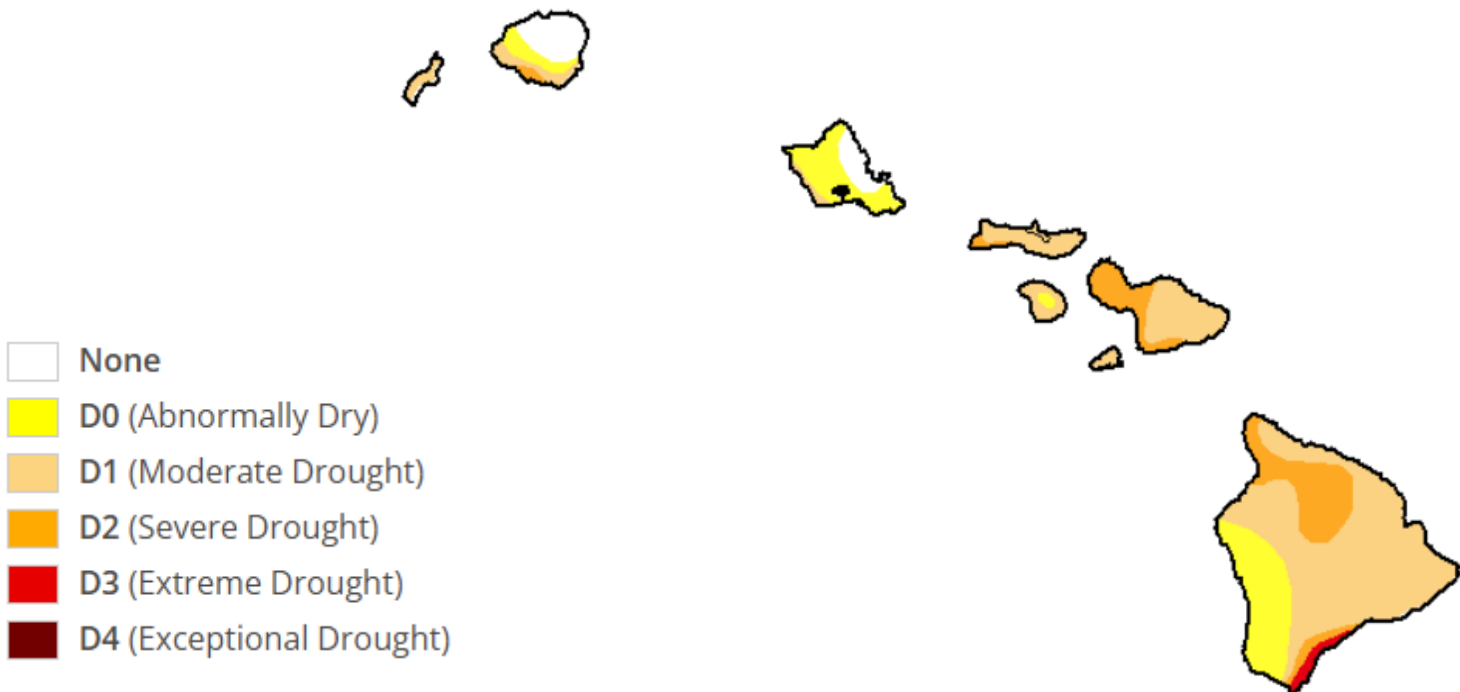 None
D0 (Abnormally Dry)
D1 (Moderate Drought)
D2 (Severe Drought)
D3 (Extreme Drought)
D4 (Exceptional Drought)